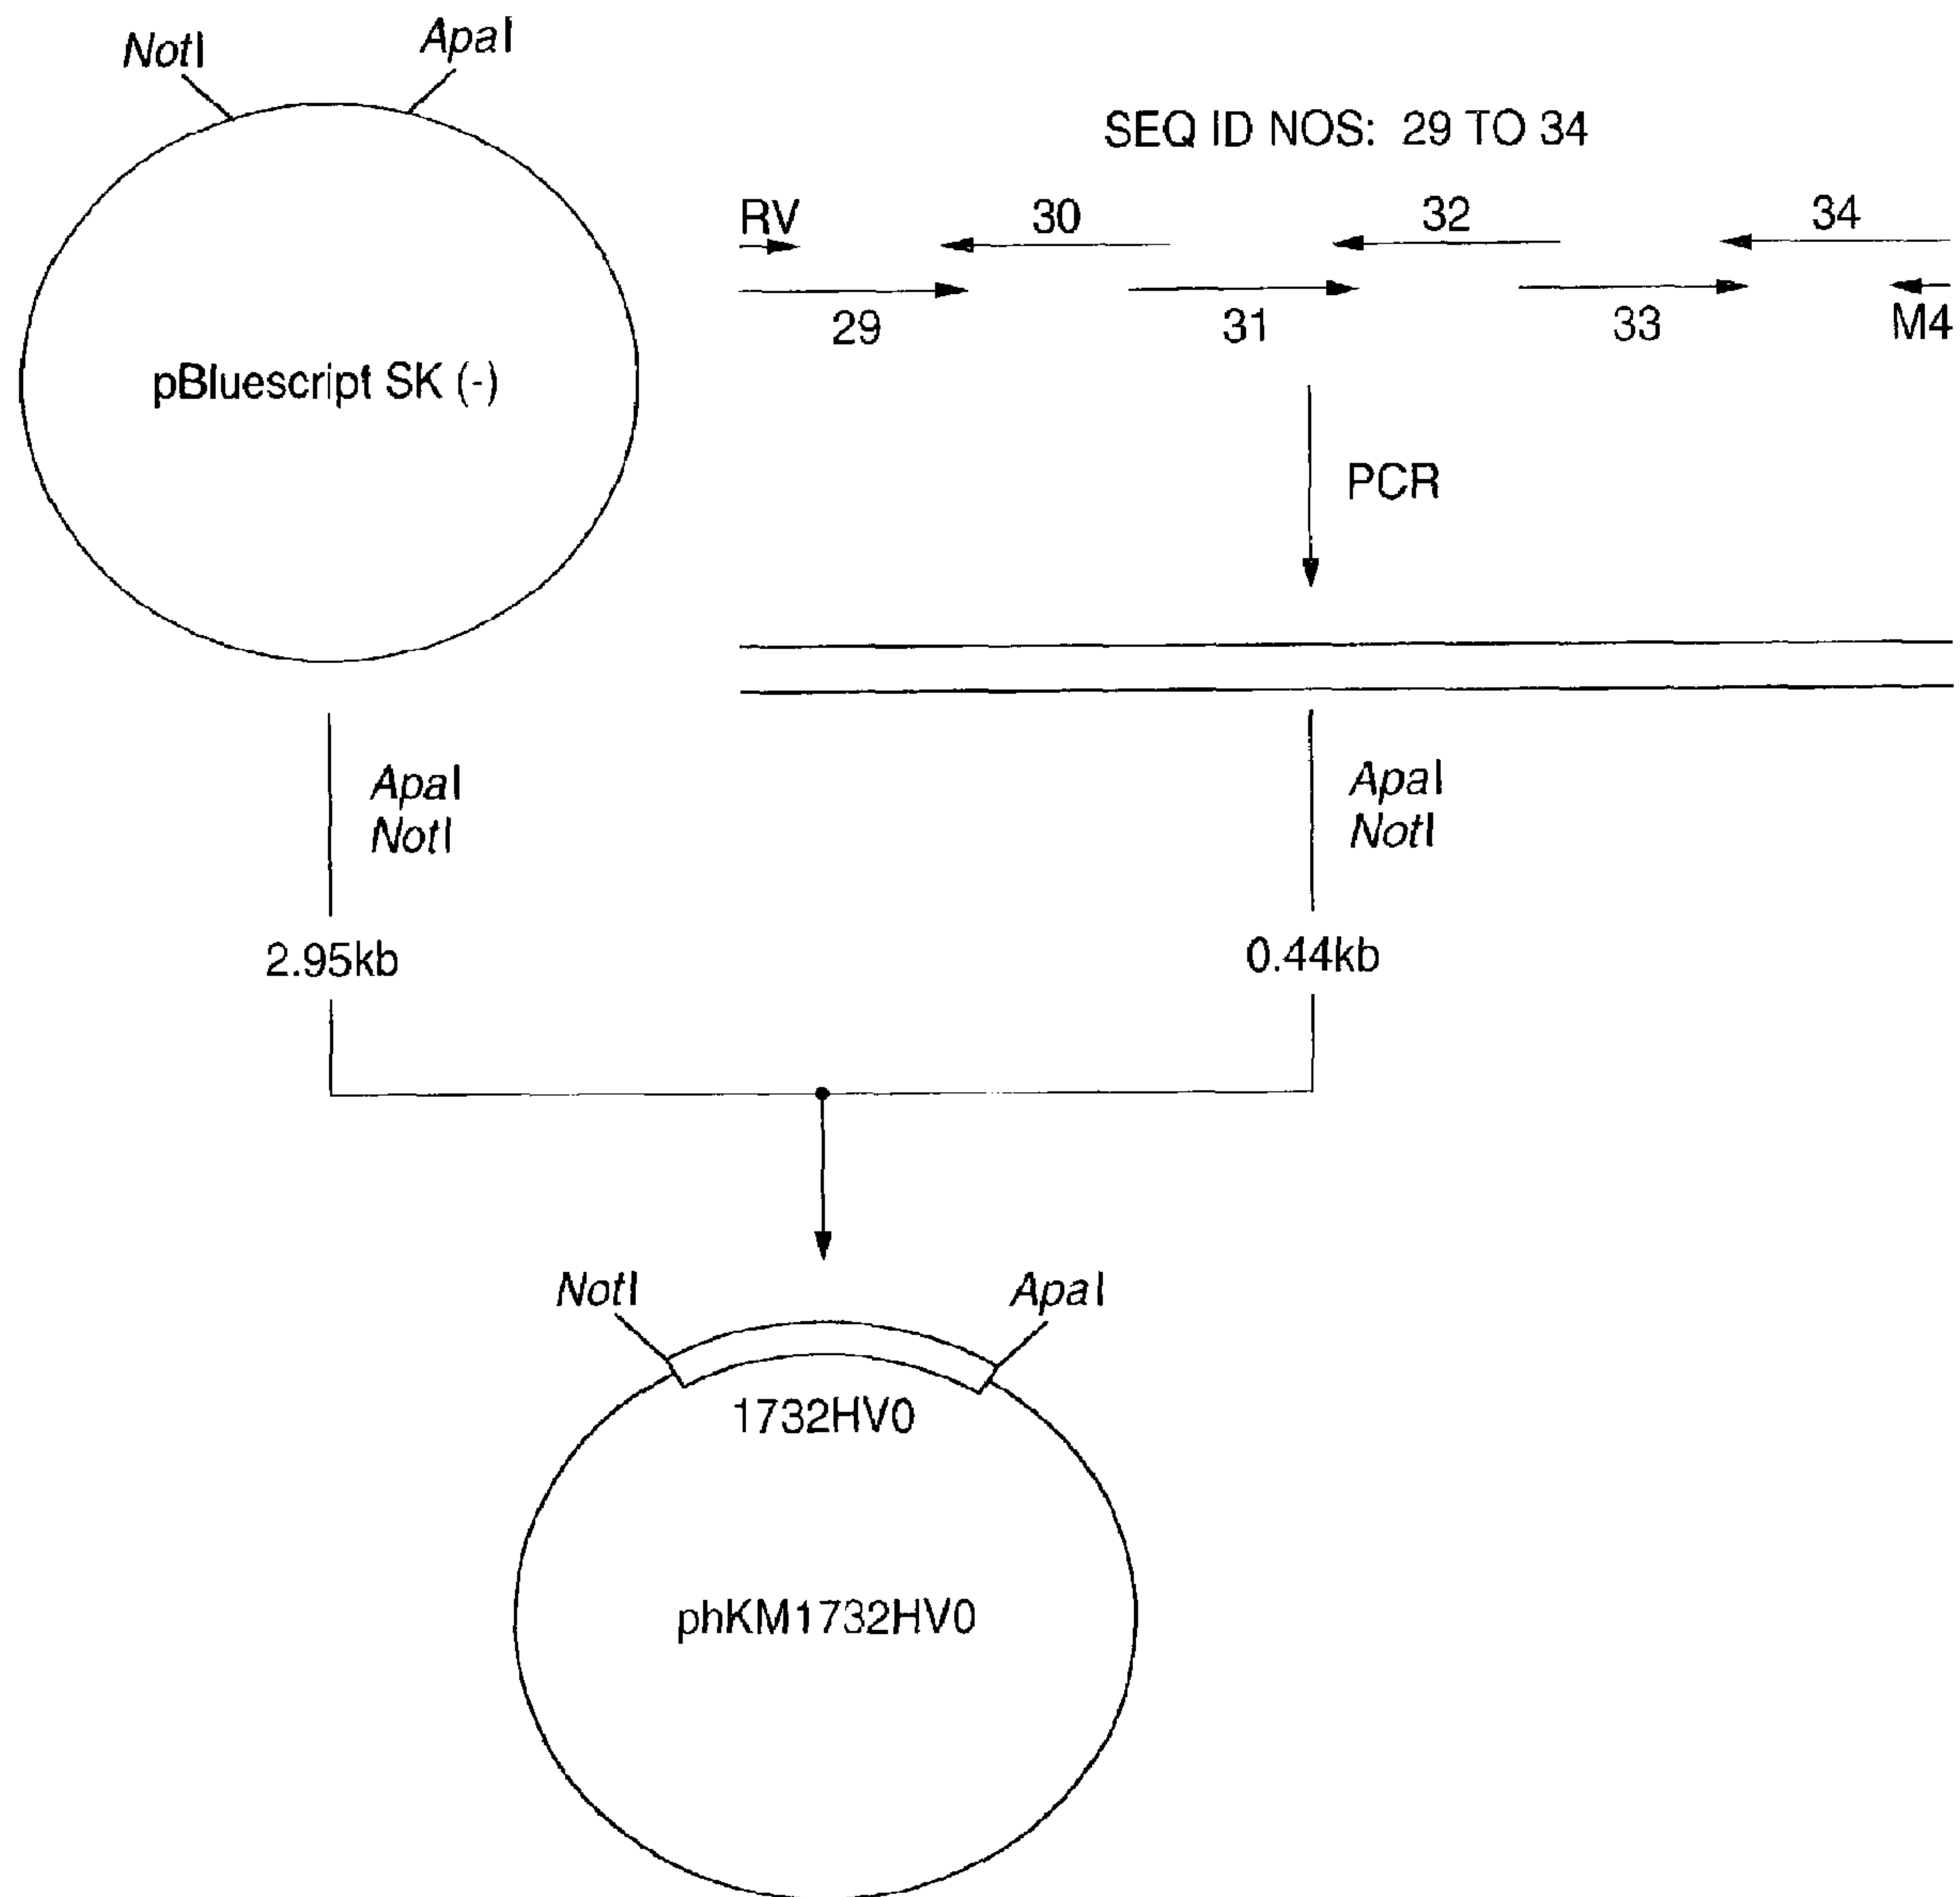 NotI
ApaI
pBluescript SK (-)
SEQ ID NOS: 29 TO 34
RV
30
32
34
29
31
33
M4
PCR
ApaI
NotI
ApaI
NotI
2.95kb
0.44kb
NotI
ApaI
1732HV0
phKM1732HV0